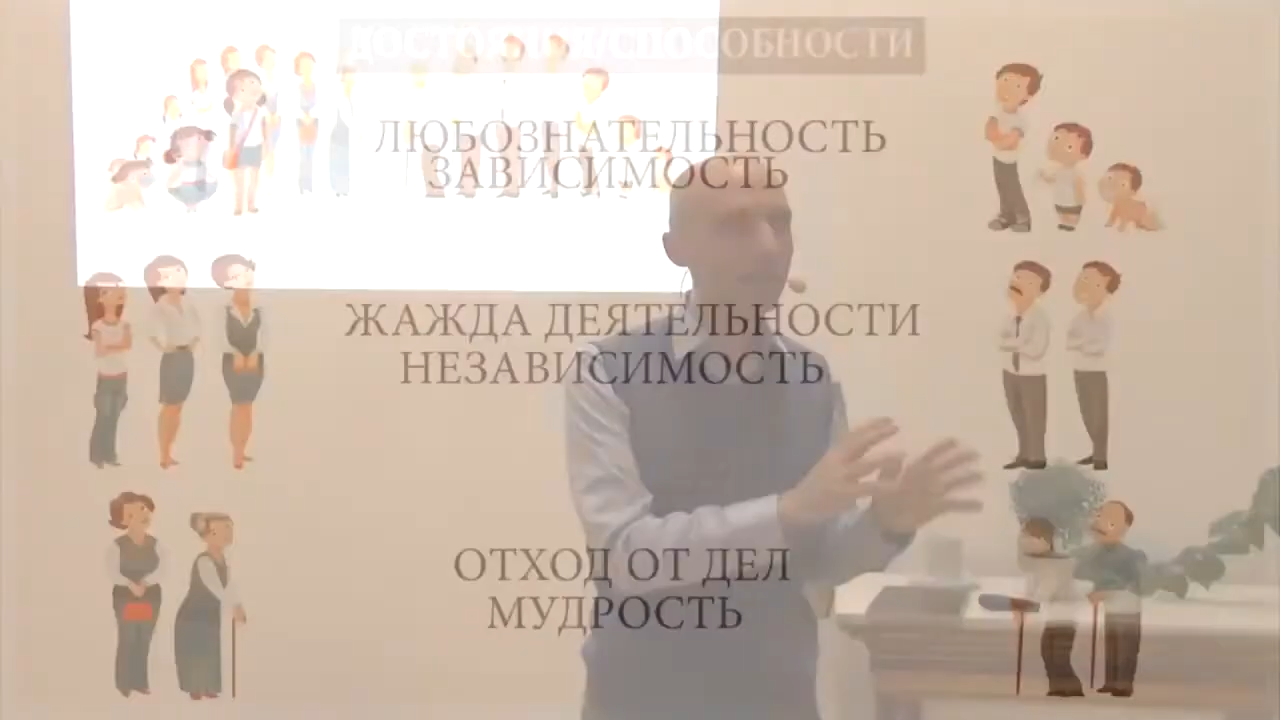 ЛЮБОЗНАТЕЛЬНОСТЬ
ЗАВИСИМОСТЬ
ЖАЖДА ДЕЯТЕЛЬНОСТИ
НЕЗАВИСИМОСТЬ
ОТХОД ОТ ДЕЛ
МУДРОСТЬ